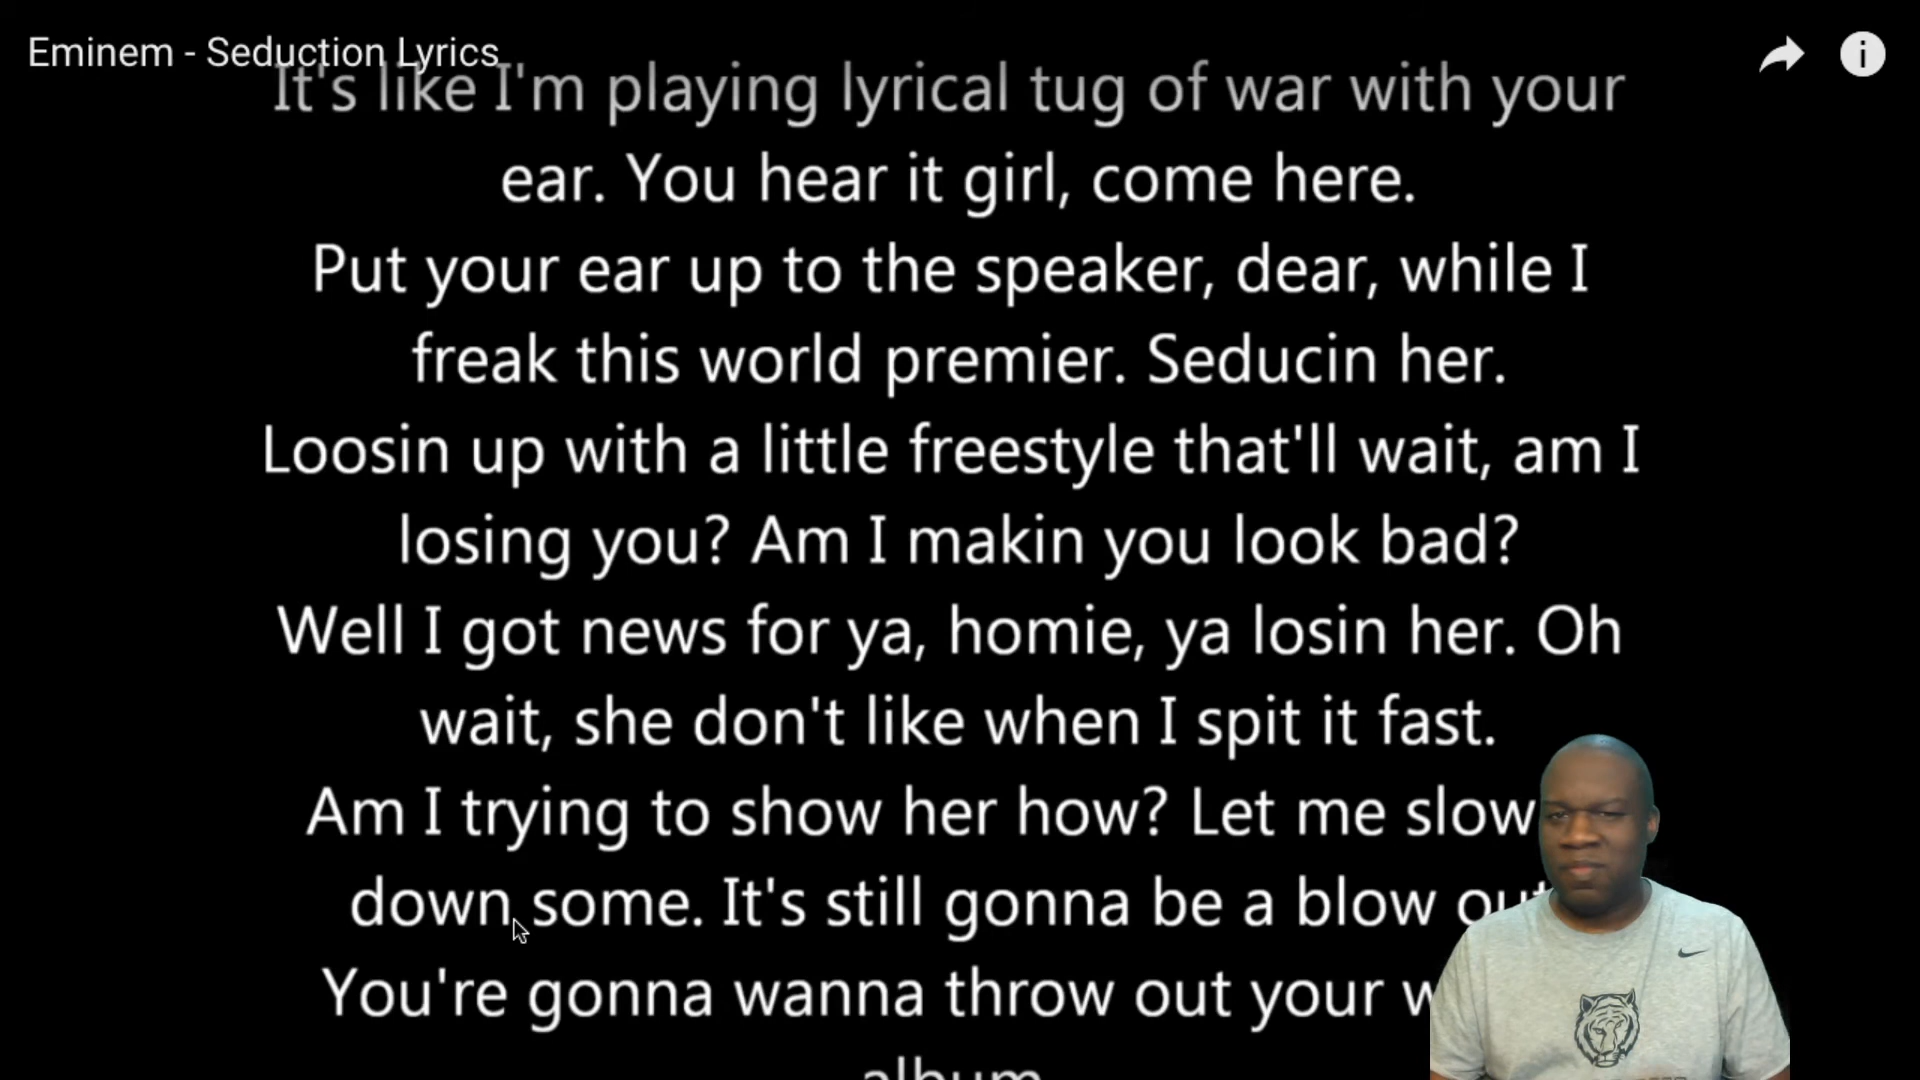 Eminem - Seduction Lyrics
It's like I'm playing lyrical tug of war with your
ear. You hear it girl, come here.
Put your ear up to the speaker, dear, while I
freak this world premier. Seducin her.
Loosin up with a little freestyle that'll wait, am I
losing you? Am I makin you look bad?
Well I got news for ya, homie, ya losin her. Oh
wait, she don't like when I spit it fast.
Am I trying to show her how? Let me slow
down some. It's still gonna be a blow out
You're gonna wanna throw out your
album